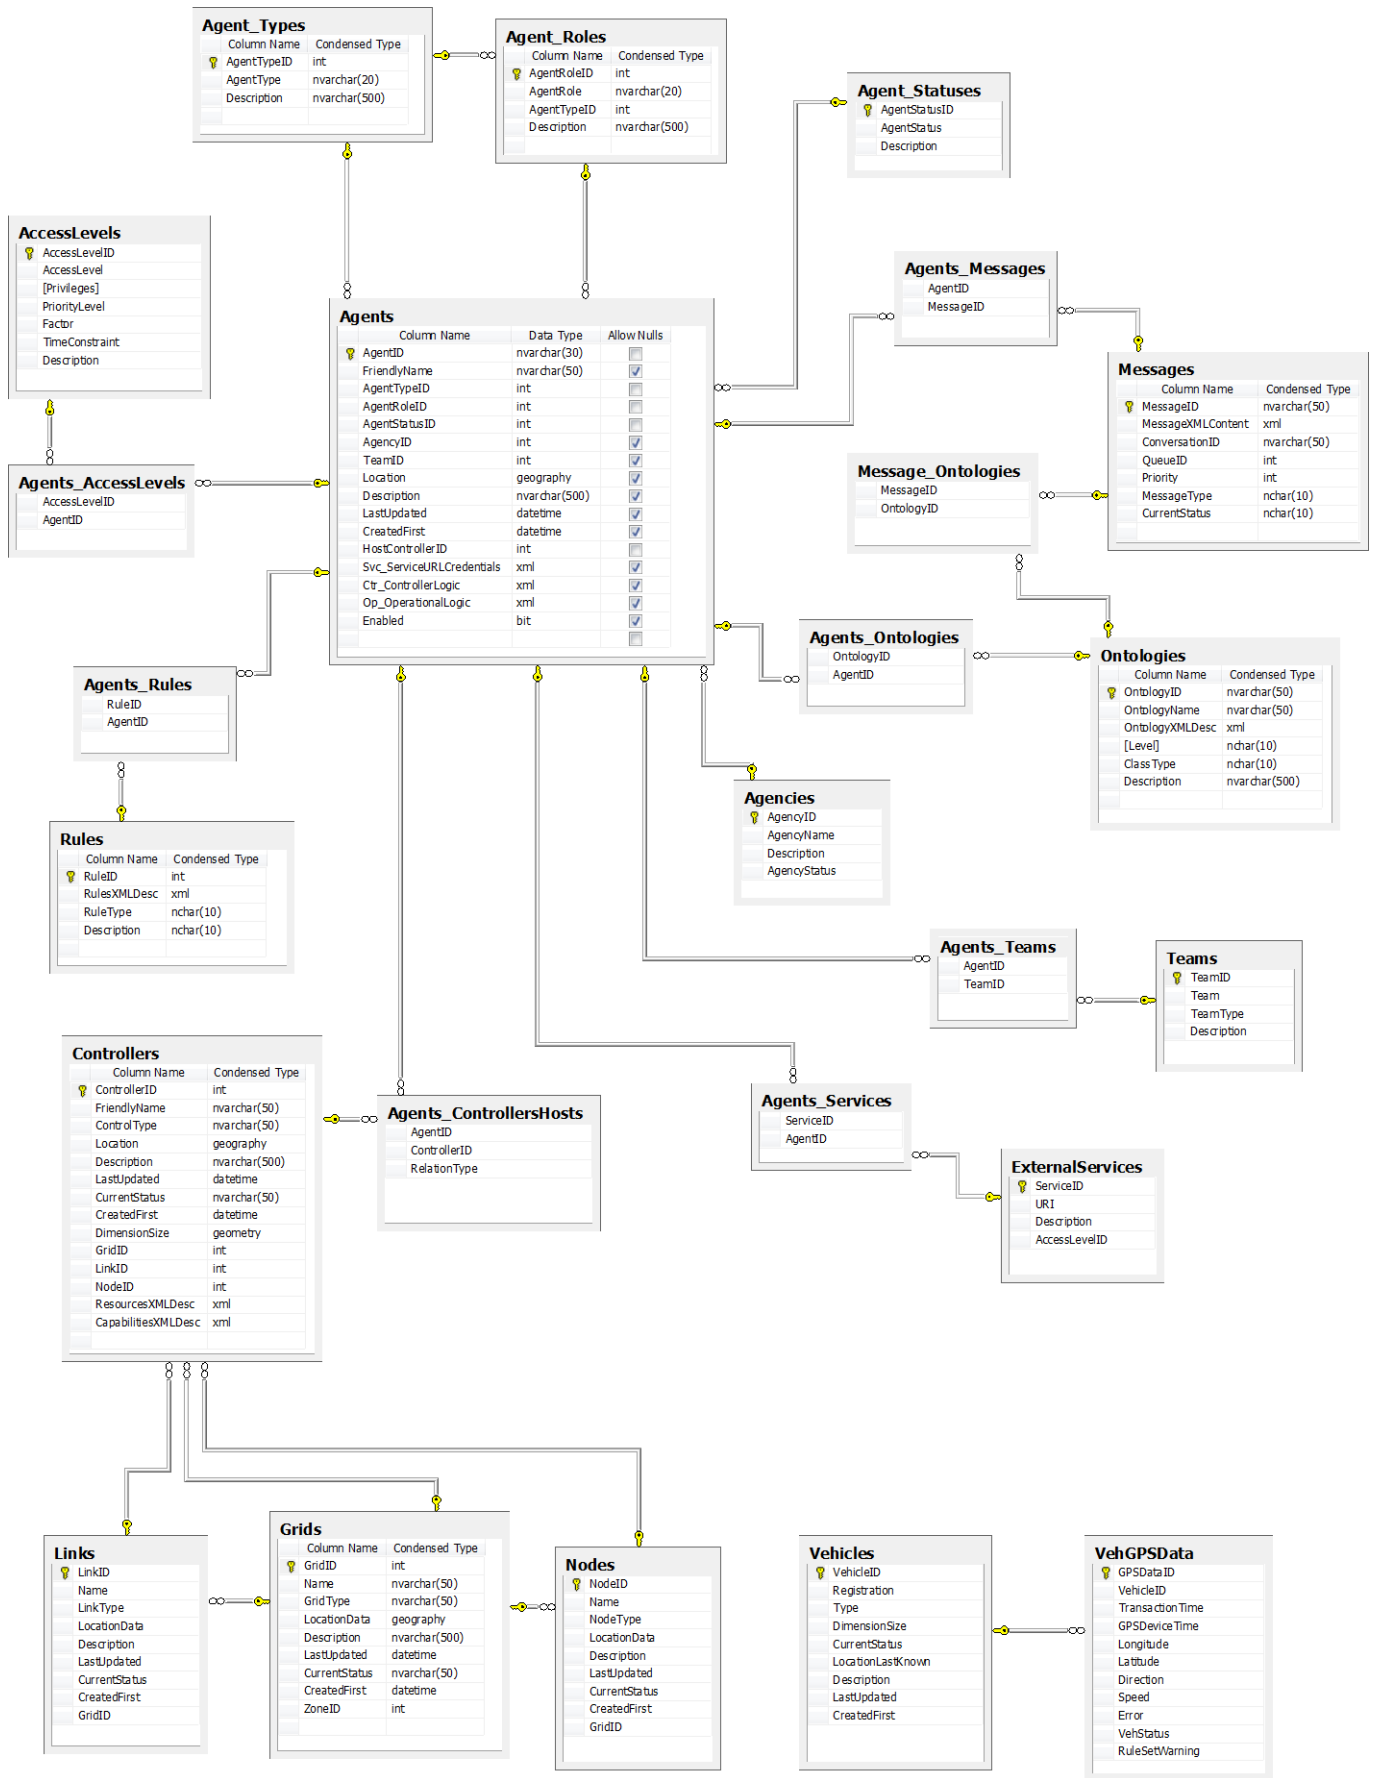 Agent_Types
Column Name Condensed Type
AgentTypeID int
AgentType nvarchar(20)
Description nvarchar(500)
Agent_Roles
Column Name Condensed Type
AgentRoleID int
AgentRole nvarchar(20)
AgentTypeID int
Description nvarchar(500)
Agent_Statuses
AgentStatusID
AgentStatus
Description
AccessLevels
AccessLevelID
AccessLevel
[Privileges]
PriorityLevel
Factor
TimeConstraint
Description
Agents_Messages
AgentID
MessageID
Agents
Column Name Data Type Allow Nulls
AgentID nvarchar(30)
FriendlyName nvarchar(50)
AgentTypeID int
AgentRoleID int
AgentStatusID int
AgencyID int
TeamID int
Location geography
Description nvarchar(500)
LastUpdated datetime
CreatedFirst datetime
HostControllerID int
Svc_ServiceURLCredentials xml
Ctr_ControllerLogic xml
Op_OperationalLogic xml
Enabled bit
Messages
Column Name Condensed Type
MessageID nvarchar(50)
MessageXMLContent xml
ConversationID nvarchar(50)
QueueID int
Priority int
MessageType nchar(10)
CurrentStatus nchar(10)
Message_Ontologies
MessageID
OntologyID
Agents_AccessLevels
AccessLevelID
AgentID
Agents_Ontologies
OntologyID
AgentID
Ontologies
Column Name Condensed Type
OntologyID nvarchar(50)
OntologyName nvarchar(50)
OntologyXMLDesc xml
[Level] nchar(10)
ClassType nchar(10)
Description nvarchar(500)
Agents_Rules
RuleID
AgentID
Agencies
AgencyID
AgencyName
Description
AgencyStatus
Rules
Column Name Condensed Type
RuleID int
RulesXMLDesc xml
RuleType nchar(10)
Description nchar(10)
Agents_Teams
AgentID
TeamID
Teams
TeamID
Team
TeamType
Description
Controllers
Column Name Condensed Type
ControllerID int
FriendlyName nvarchar(50)
ControlType nvarchar(50)
Location geography
Description nvarchar(500)
LastUpdated datetime
CurrentStatus nvarchar(50)
CreatedFirst datetime
DimensionSize geometry
GridID int
LinkID int
NodeID int
ResourcesXMLDesc xml
CapabilitiesXMLDesc xml
Agents_ControllersHosts
AgentID
ControllerID
RelationType
Agents_Services
ServiceID
AgentID
ExternalServices
ServiceID
URI
Description
AccessLevelID
Links
LinkID
Name
LinkType
LocationData
Description
LastUpdated
CurrentStatus
CreatedFirst
GridID
Grids
Column Name Condensed Type
GridID int
Name nvarchar(50)
GridType nvarchar(50)
LocationData geography
Description nvarchar(500)
LastUpdated datetime
CurrentStatus nvarchar(50)
CreatedFirst datetime
ZoneID int
Nodes
NodeID
Name
NodeType
LocationData
Description
LastUpdated
CurrentStatus
CreatedFirst
GridID
Vehicles
VehicleID
Registration
Type
DimensionSize
CurrentStatus
LocationLastKnown
Description
LastUpdated
CreatedFirst
VehGPSData
GPSDataID
VehicleID
TransactionTime
GPSDeviceTime
Longitude
Latitude
Direction
Speed
Error
VehStatus
RuleSetWarning